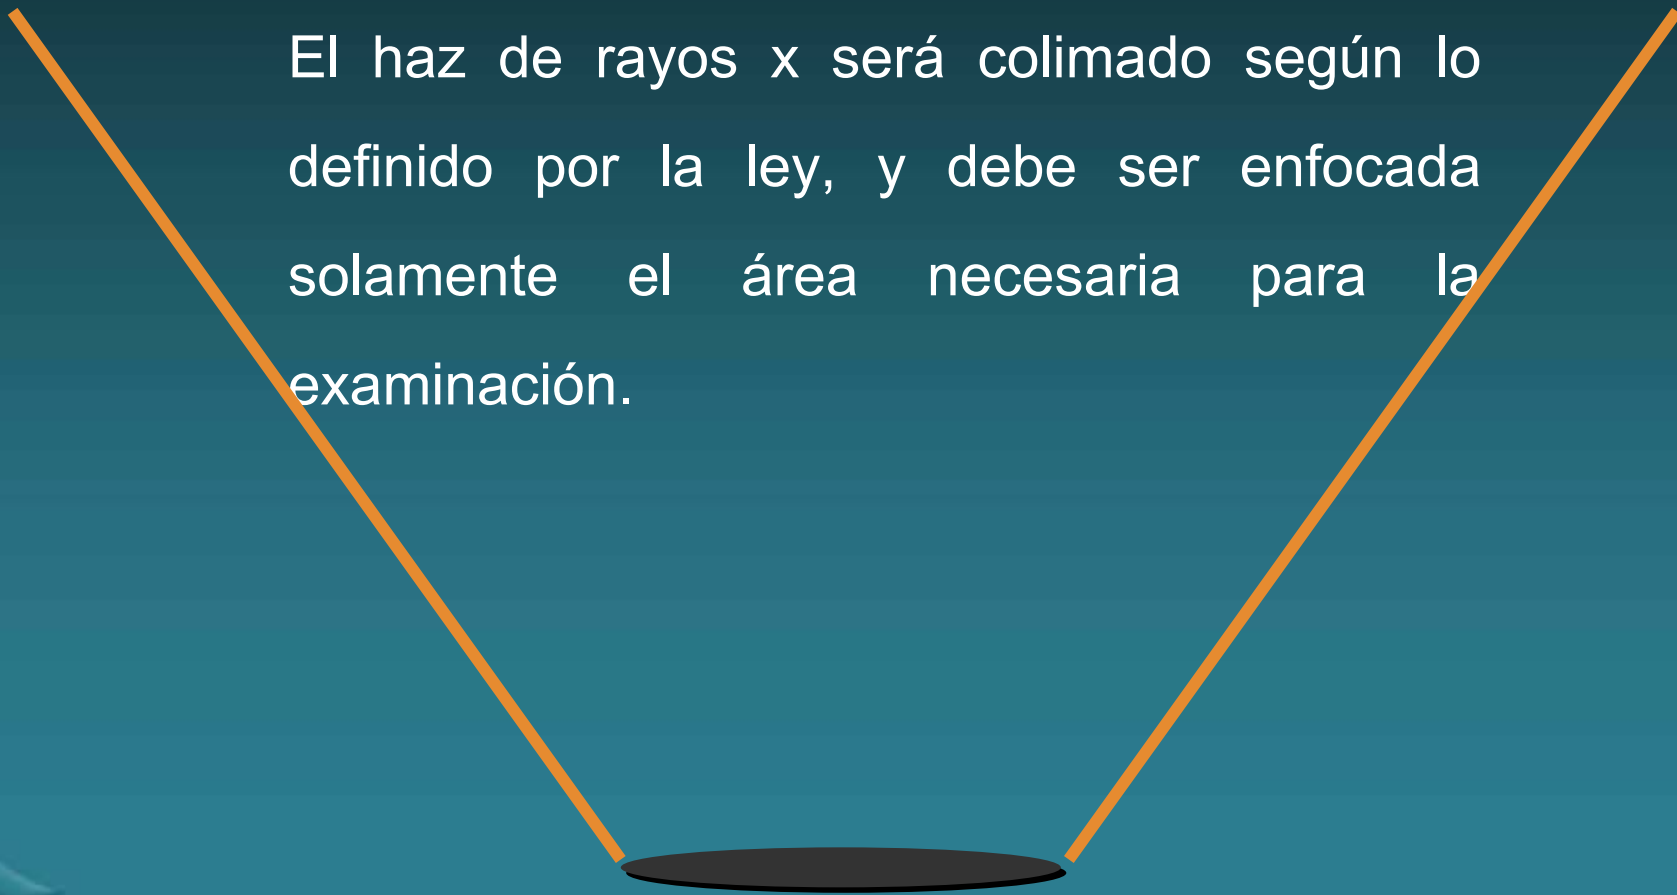 El haz de rayos x será colimado según lo
definido por la ley, y debe ser enfocada
solamente el área necesaria para la
examinación.